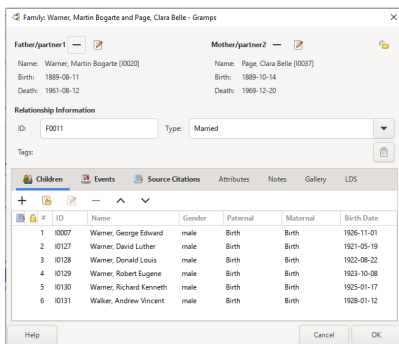 Family: Warner, Martin Bogarte and Page, Clara Belle - Gramps
Father/partner1 Mother/partner2
Name: Warner, Martin Bogarte [I0020] Name: Page, Clara Belle [I0037]
Birth: 1889-08-11 Birth: 1889-10-14
Death: 1961-08-12 Death: 1969-12-20
Relationship Information
ID: F0011 Type: Married
Tags:
Children Events Source Citations Attributes Notes Gallery LDS
# ID Name Gender Paternal Maternal Birth Date
1 I0007 Warner, George Edward male Birth Birth 1926-11-01
2 I0127 Warner, David Luther male Birth Birth 1921-05-19
3 I0128 Warner, Donald Louis male Birth Birth 1922-08-22
4 I0129 Warner, Robert Eugene male Birth Birth 1923-10-08
5 I0130 Warner, Richard Kenneth male Birth Birth 1925-01-17
6 I0131 Walker, Andrew Vincent male Birth Birth 1928-01-12
Help Cancel OK